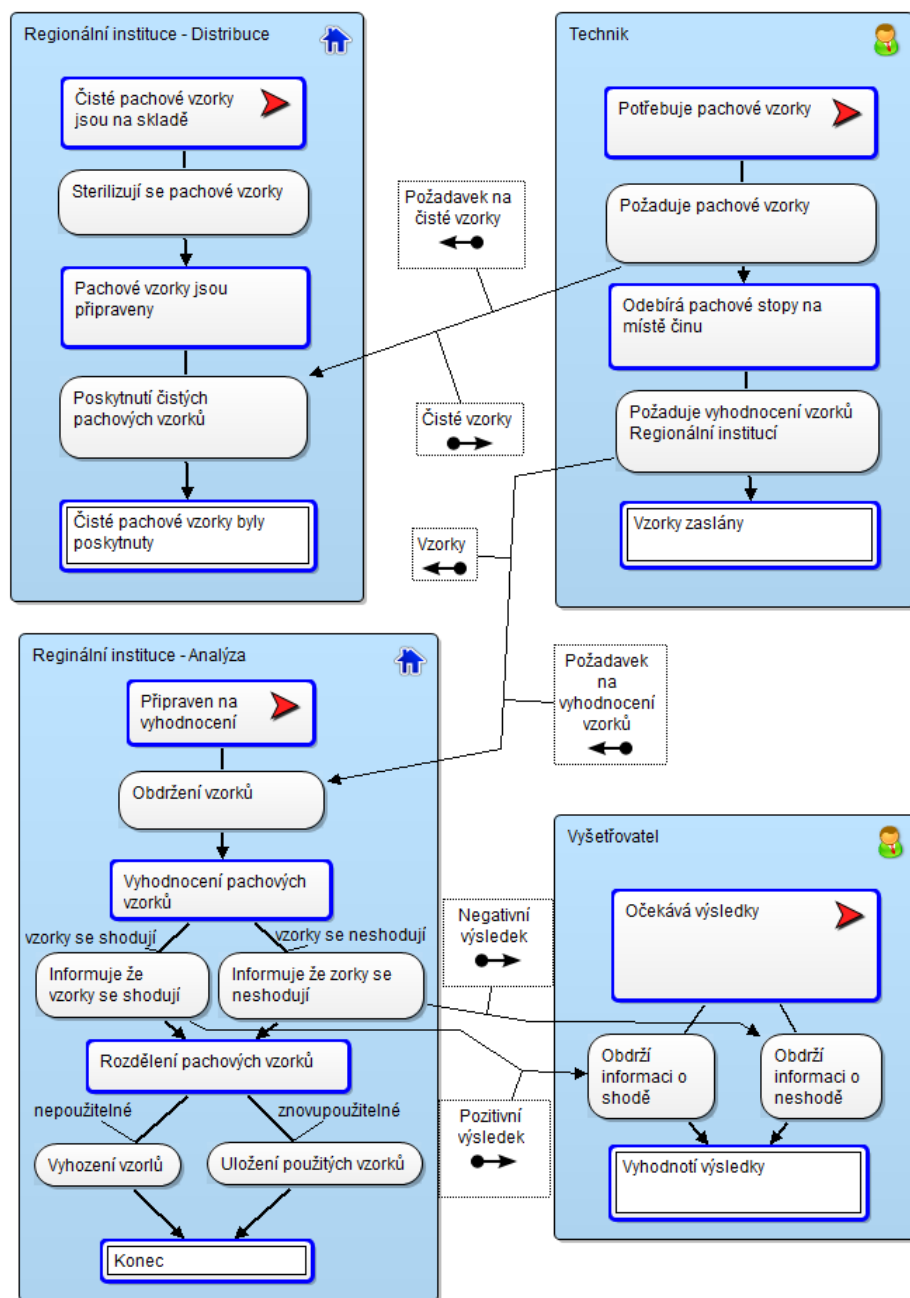 Regionální instituce - Distribuce
Čisté pachové vzorky
jsou na skladě
Sterilizují se pachové vzorky
Pachové vzorky jsou
připraveny
Poskytnutí čistých
pachových vzorků
Čisté pachové vzorky byly
poskytnuty
Technik
Potřebuje pachové vzorky
Požaduje pachové vzorky
Odebírá pachové stopy na
místě činu
Požaduje vyhodnocení vzorků
Regionální institucí
Vzorky zaslány
Požadavek na
čisté vzorky
Čisté vzorky
Vzorky
Požadavek
na
vyhodnocení
vzorků
Reginální instituce - Analýza
Připraven na
vyhodnocení
Obdržení vzorků
Vyhodnocení pachových
vzorků
vzorky se shodují
vzorky se neshodují
Informuje že
vzorky se shodují
Informuje že zorky se
neshodují
Rozdělení pachových vzorků
nepoužitelné
znovupoužitelné
Vyhození vzorlů
Uložení použitých vzorků
Konec
Negativní
výsledek
Pozitivní
výsledek
Vyšetřovatel
Očekává výsledky
Obdrží
informaci o
shodě
Obdrží
informaci o
neshodě
Vyhodnotí výsledky